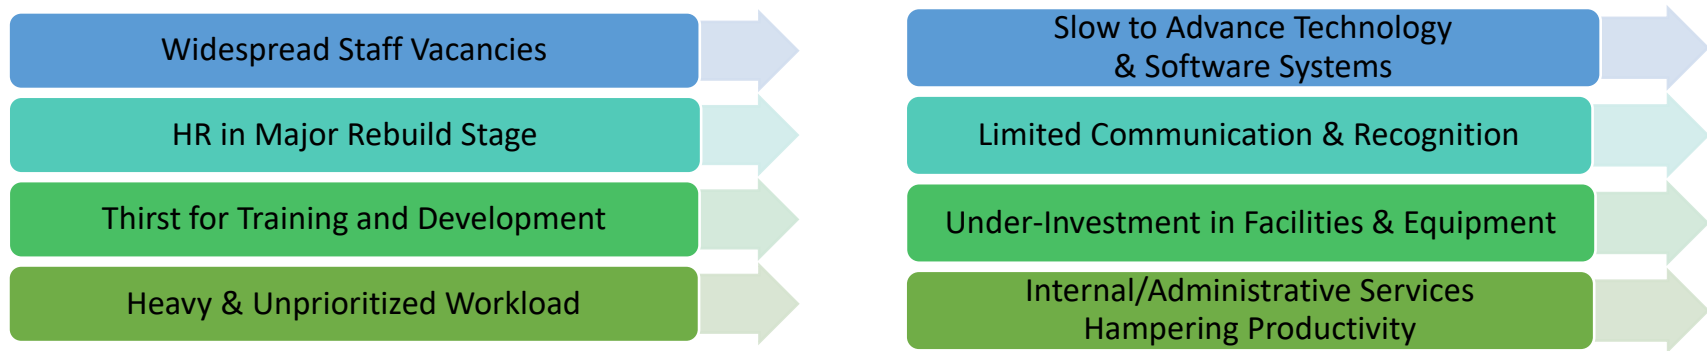 Widespread Staff Vacancies
HR in Major Rebuild Stage
Thirst for Training and Development
Heavy & Unprioritized Workload
Slow to Advance Technology
& Software Systems
Limited Communication & Recognition
Under-Investment in Facilities & Equipment
Internal/Administrative Services
Hampering Productivity